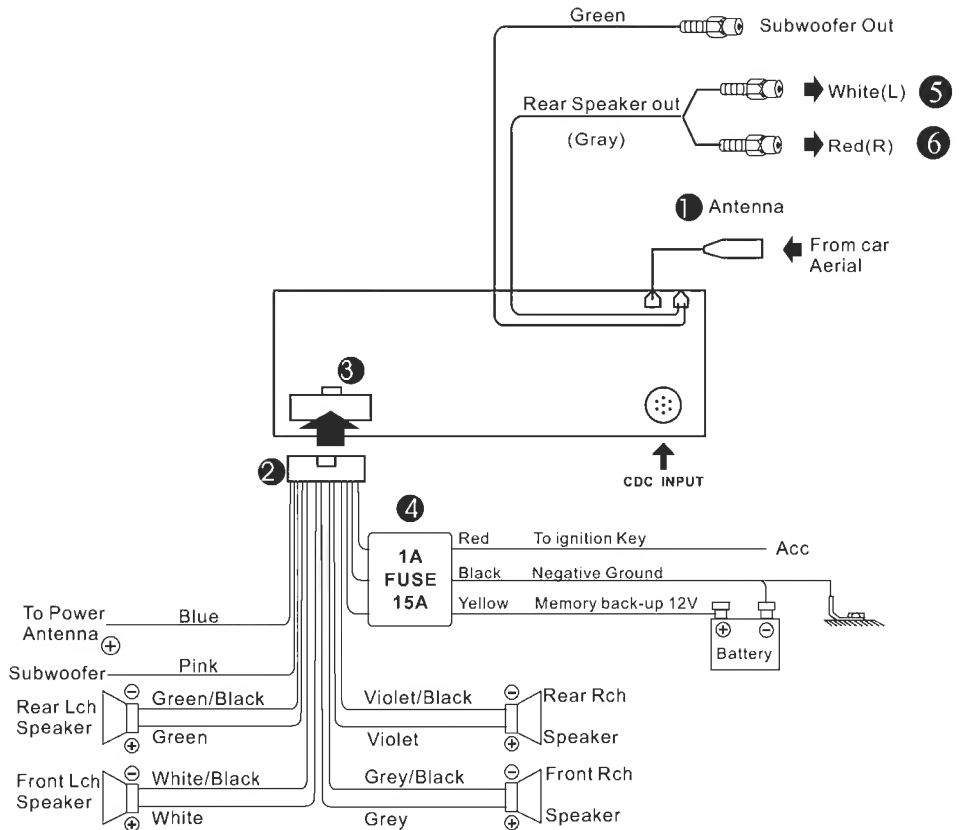 Green
Subwoofer Out
White(L) 5
Rear Speaker out
(Gray)
Red(R) 6
1 Antenna
From car
Aerial
3
CDC INPUT
2
4
1A
FUSE
15A
Red To ignition Key Acc
Black Negative Ground
Yellow Memory back-up 12V
+ −
Battery
To Power
Antenna +
Blue
Subwoofer Pink
Rear Lch
Speaker
− Green/Black
+ Green
Violet/Black −
Violet +
Rear Rch
Speaker
Front Lch
Speaker
− White/Black
+ White
Grey/Black −
Grey +
Front Rch
Speaker